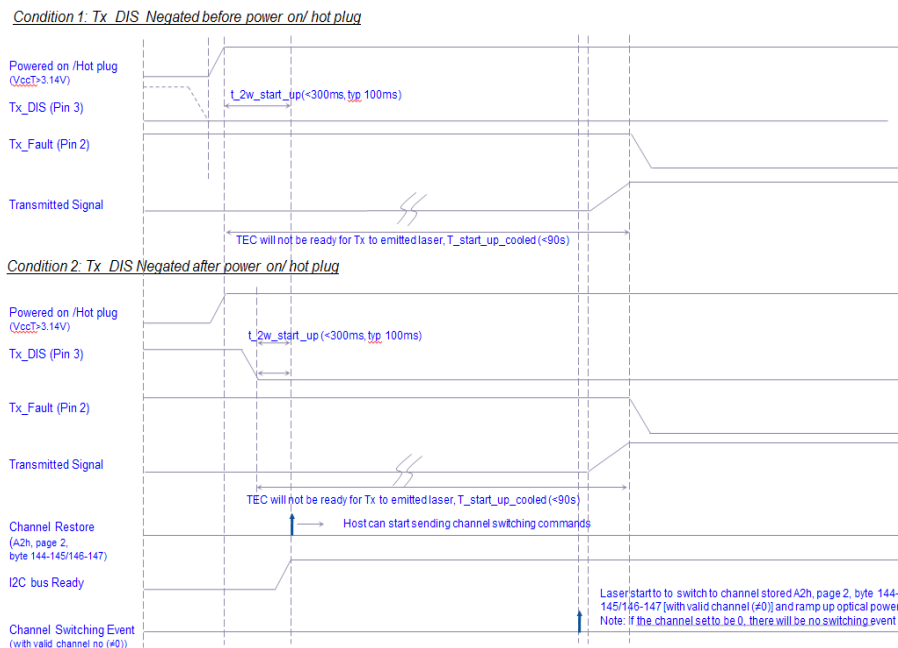 Condition 1: Tx_DIS_Negated before power on/ hot plug
Powered on /Hot plug
(VccT>3.14V)
t_2w_start_up(<300ms, typ 100ms)
Tx_DIS (Pin 3)
Tx_Fault (Pin 2)
Transmitted Signal
TEC will not be ready for Tx to emitted laser, T_start_up_cooled (<90s)
Condition 2: Tx_DIS Negated after power on/ hot plug
Powered on /Hot plug
(VccT>3.14V)
t_2w_start_up (<300ms, typ 100ms)
Tx_DIS (Pin 3)
Tx_Fault (Pin 2)
Transmitted Signal
TEC will not be ready for Tx to emitted laser, T_start_up_cooled (<90s)
Channel Restore
(A2h, page 2,
byte 144-145/146-147)
Host can start sending channel switching commands
I2C bus Ready
Laser start to to switch to channel stored A2h, page 2, byte 144-
145/146-147 [with valid channel (≠0)] and ramp up optical power
Note: If the channel set to be 0, there will be no switching event
Channel Switching Event
(with valid channel no (≠0))